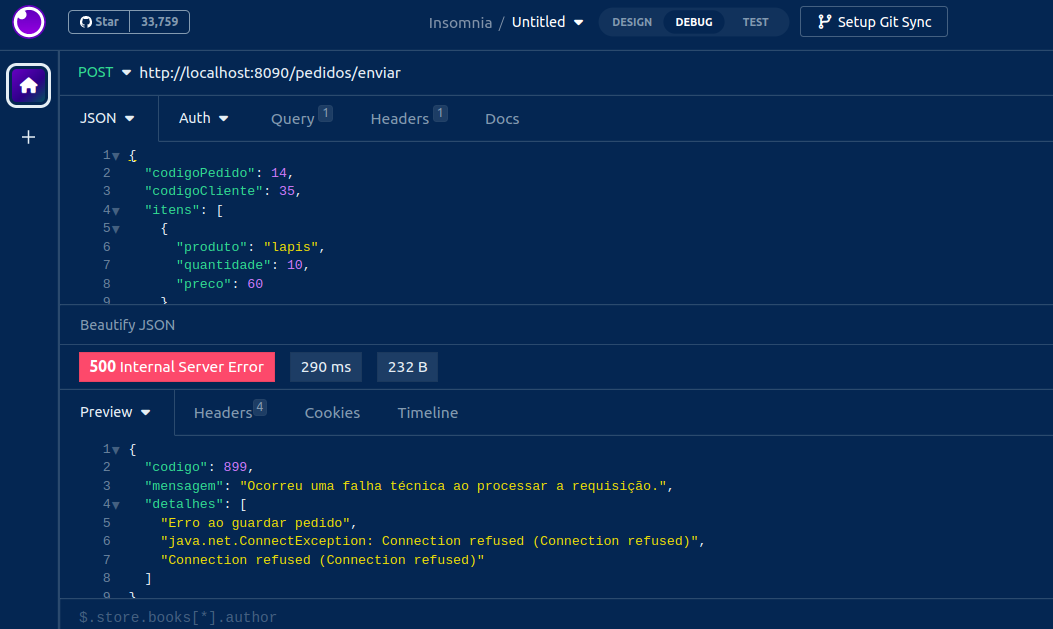 Star 33,759 Insomnia / Untitled DESIGN DEBUG TEST Setup Git Sync
POST http://localhost:8090/pedidos/enviar
JSON Auth Query 1 Headers 1 Docs
1 {
2 "codigoPedido": 14,
3 "codigoCliente": 35,
4 "itens": [
5 {
6 "produto": "lapis",
7 "quantidade": 10,
8 "preco": 60
9 }
Beautify JSON
500 Internal Server Error 290 ms 232 B
Preview Headers 4 Cookies Timeline
1 {
2 "codigo": 899,
3 "mensagem": "Ocorreu uma falha técnica ao processar a requisição.",
4 "detalhes": [
5 "Erro ao guardar pedido",
6 "java.net.ConnectException: Connection refused (Connection refused)",
7 "Connection refused (Connection refused)"
8 ]
9 }
$.store.books[*].author